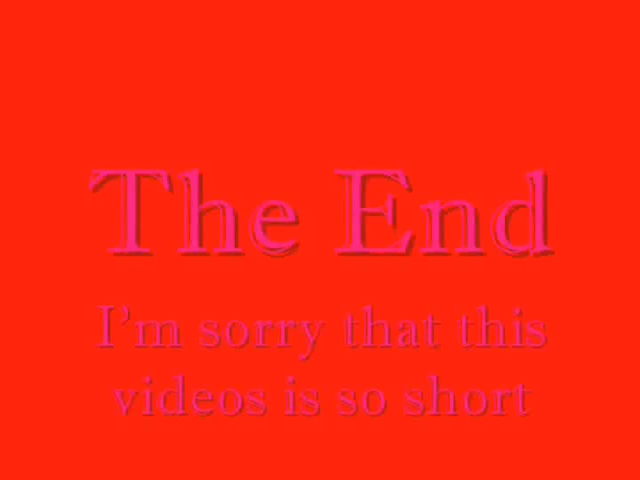 The End
I'm sorry that this
videos is so short